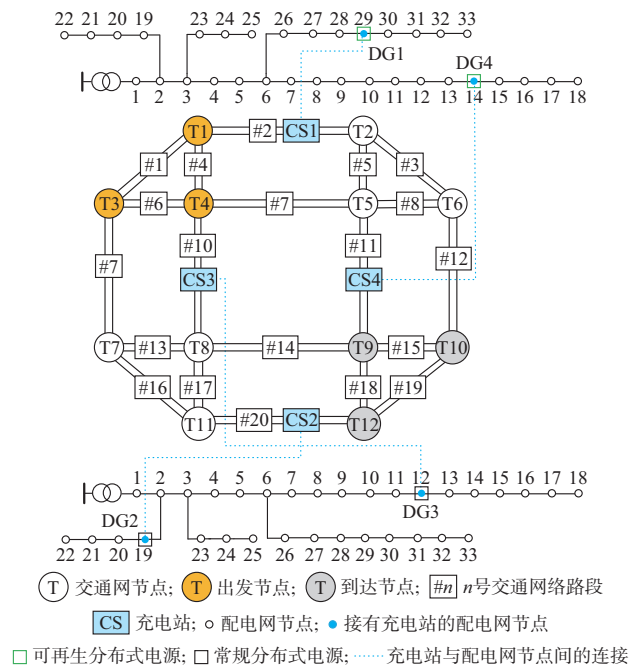 22 21 20 19 23 24 25 26 27 28 29 30 31 32 33
DG1 DG4
1 2 3 4 5 6 7 8 9 10 11 12 13 14 15 16 17 18
T1 #2 CS1 T2
#1 #4 #5 #3
T3 #6 T4 #7 T5 #8 T6
#10 #11 #12
#7 CS3 CS4
T7 #13 T8 #14 T9 #15 T10
#16 #17 #18 #19
T11 #20 CS2 T12
1 2 3 4 5 6 7 8 9 10 11 12 13 14 15 16 17 18
DG2 DG3
22 21 20 19 23 24 25 26 27 28 29 30 31 32 33
T 交通网节点; T 出发节点; T 到达节点; #n n号交通网络路段
CS 充电站; 配电网节点; 接有充电站的配电网节点
可再生分布式电源; 常规分布式电源; 充电站与配电网节点间的连接